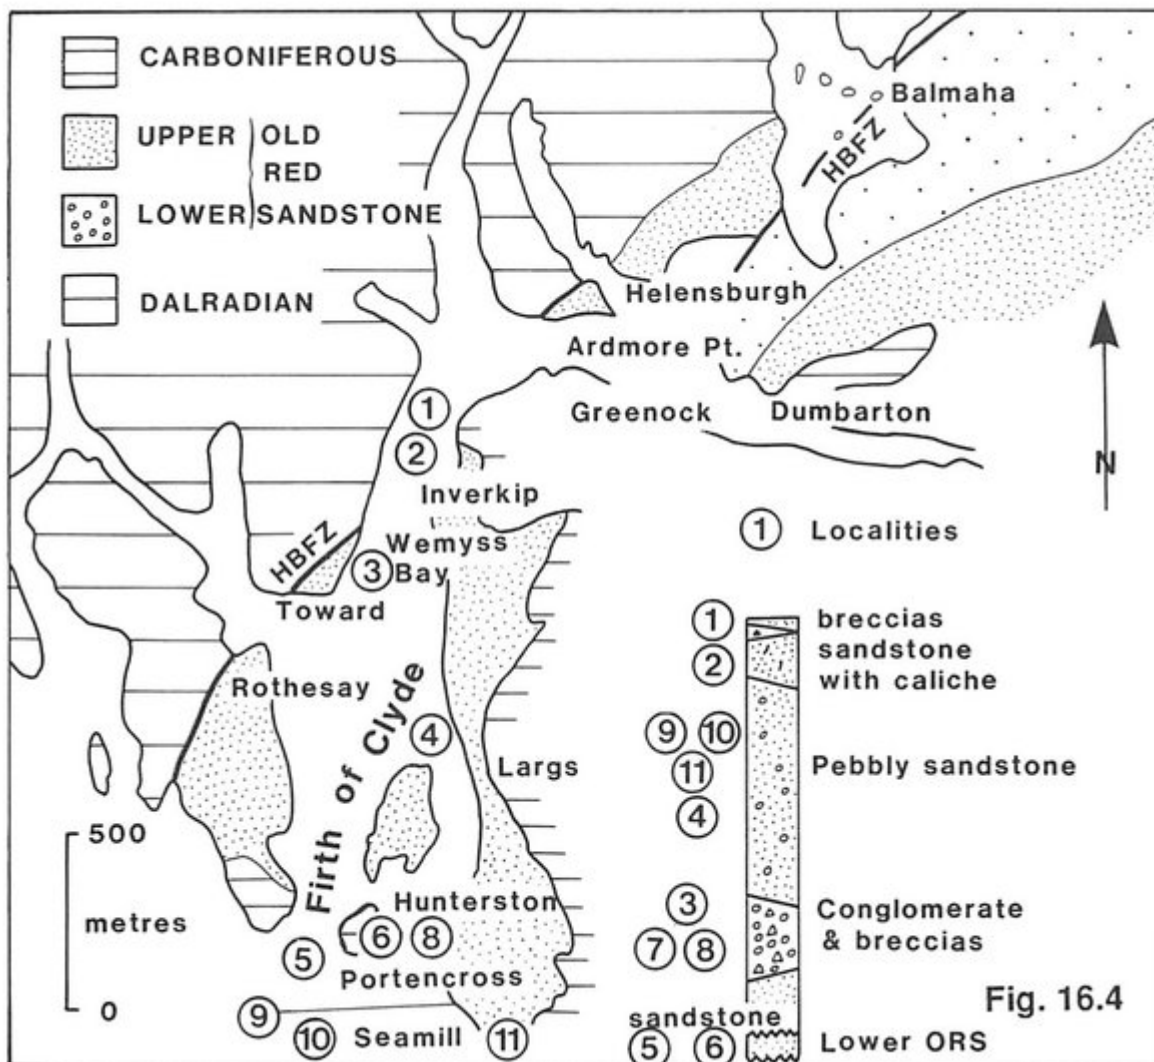 CARBONIFEROUS
UPPER OLD
RED
LOWER SANDSTONE
DALRADIAN
Balmaha
HBFZ
Helensburgh
Ardmore Pt.
Greenock Dumbarton
N
1
2
Inverkip
1 Localities
HBFZ
Wemyss
3 Bay
Toward
Rothesay
Firth of Clyde
4
Largs
500
metres
0
Hunterston
6 8
5
Portencross
9
10 Seamill 11
1 breccias
sandstone
2 with caliche
9 10
11 Pebbly sandstone
4
3 Conglomerate
7 8 & breccias
sandstone
5 6 Lower ORS
Fig. 16.4